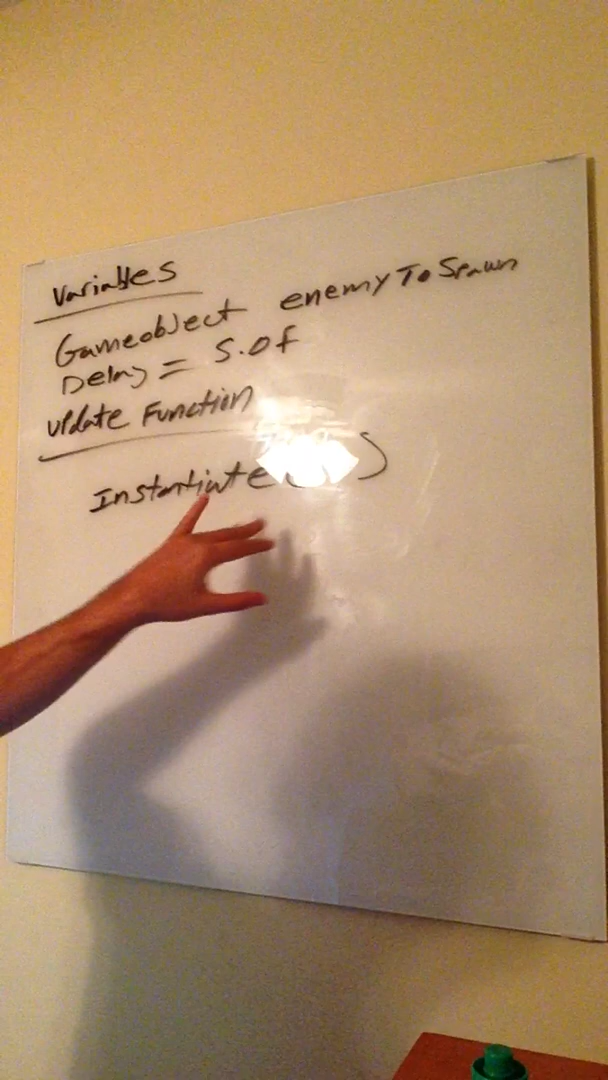 Variables
Gameobject enemyToSpawn
Delay = 5.0f
Update Function
Instantiate( )